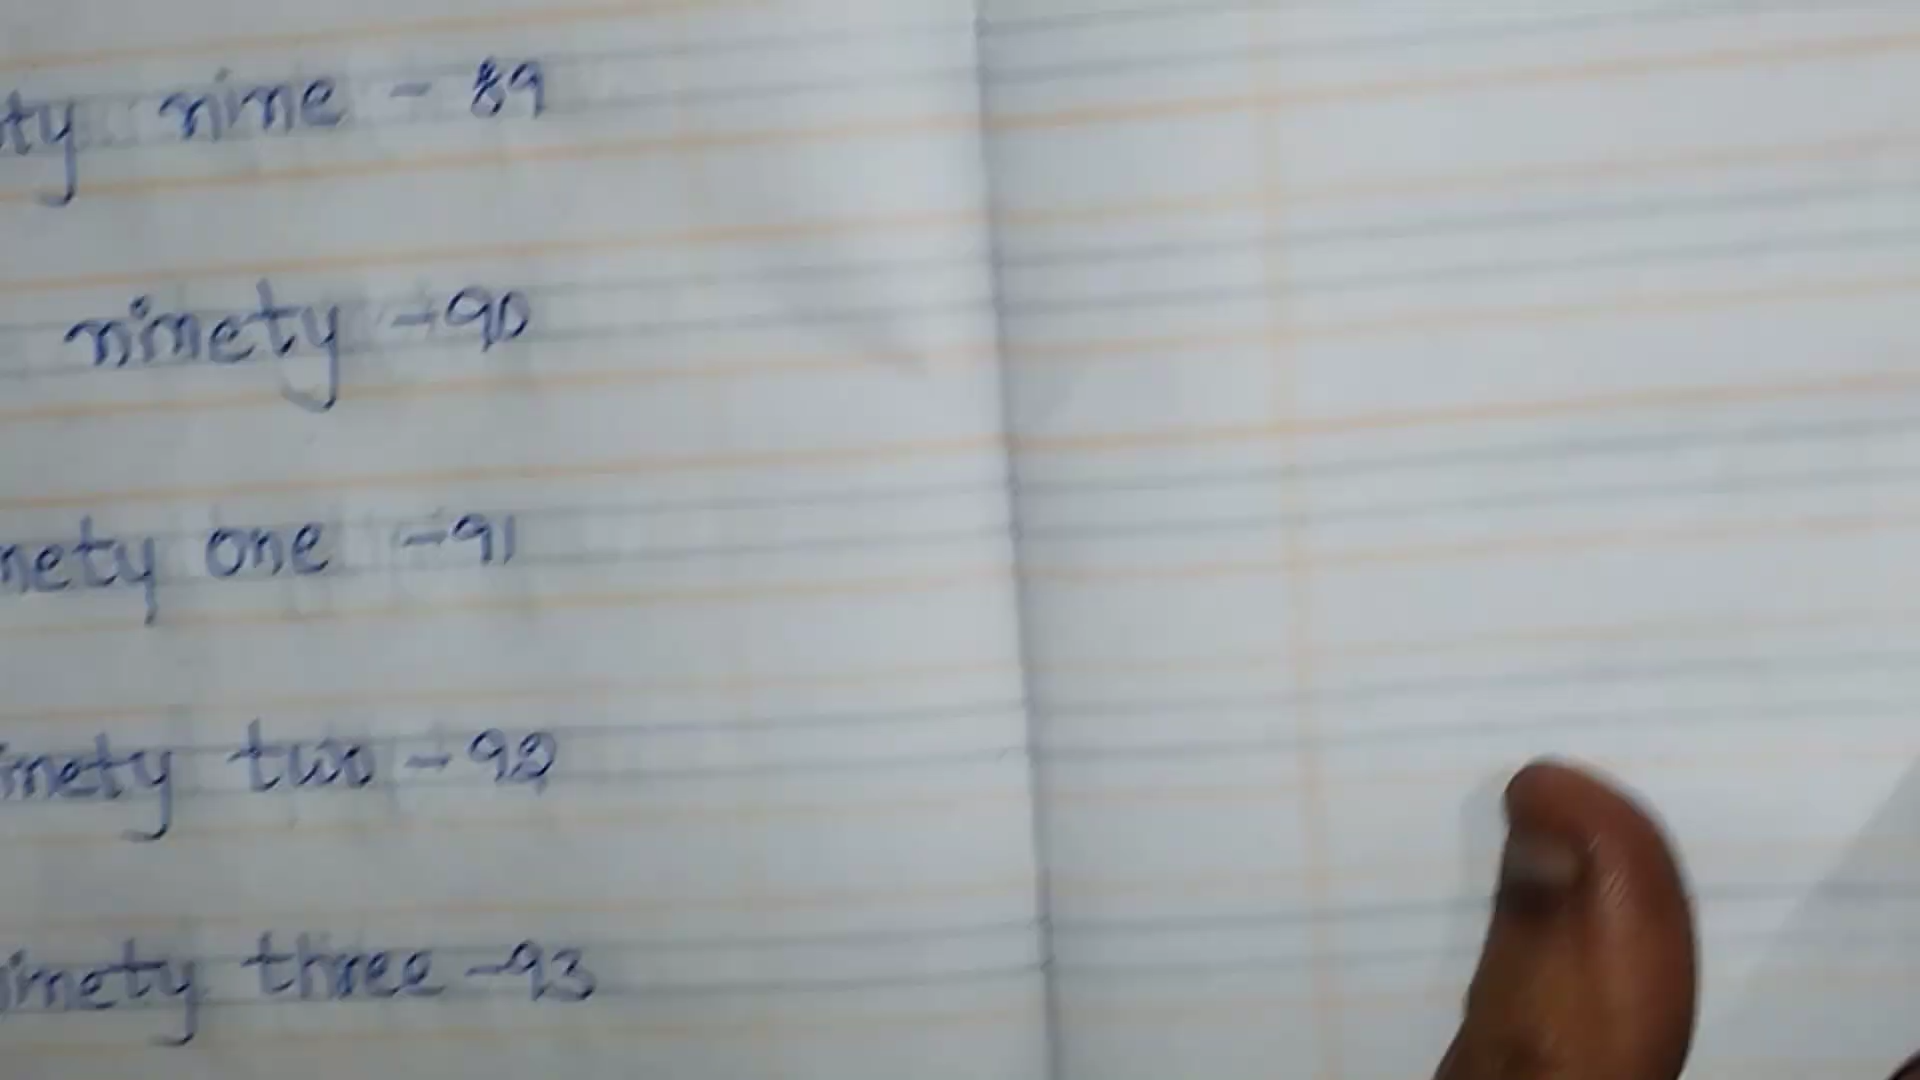 ty nine - 89
ninety - 90
nety one - 91
inety two - 92
inety three - 93